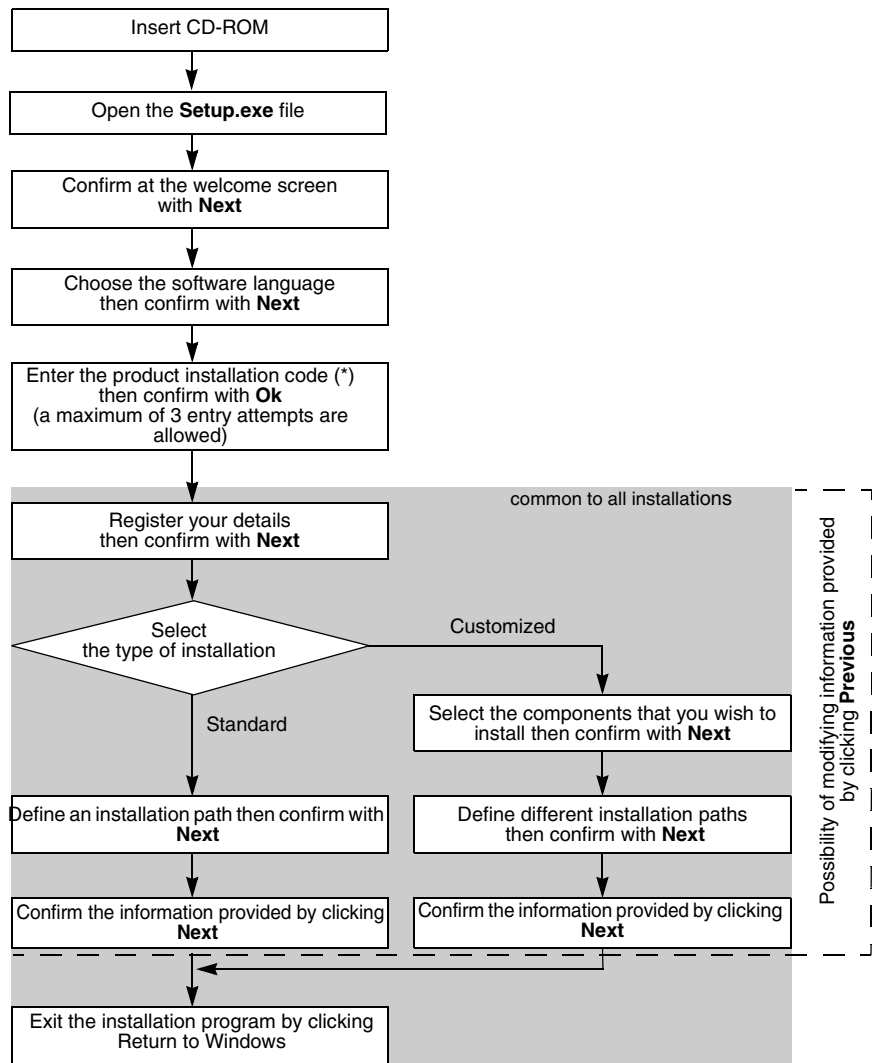 Insert CD-ROM
Open the Setup.exe file
Confirm at the welcome screen
with Next
Choose the software language
then confirm with Next
Enter the product installation code (*)
then confirm with Ok
(a maximum of 3 entry attempts are
allowed)
common to all installations
Register your details
then confirm with Next
Select
the type of installation
Customized
Standard
Select the components that you wish to
install then confirm with Next
Define an installation path then confirm with
Next
Define different installation paths
then confirm with Next
Confirm the information provided by clicking
Next
Confirm the information provided by clicking
Next
Exit the installation program by clicking
Return to Windows
Possibility of modifying information provided
by clicking Previous